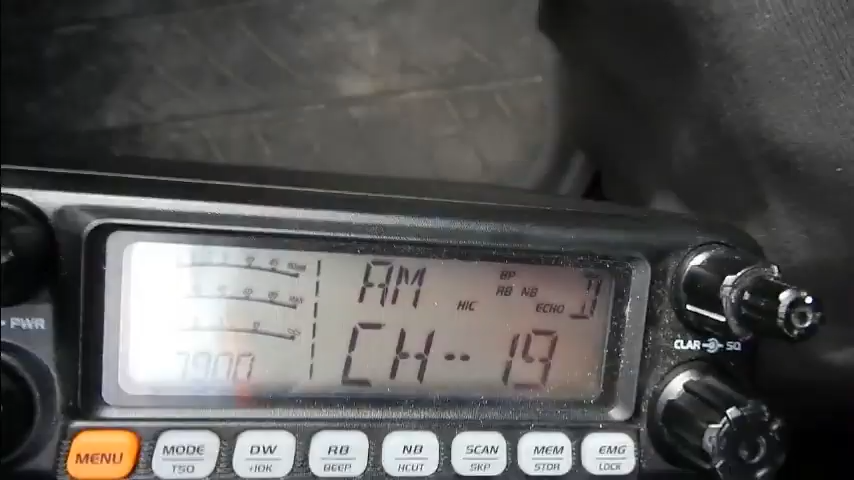 AM
BP
RB NB
HIC
ECHO
7900
CH--19
PWR
CLAR SQ
MENU
MODE
TSO
DW
+10K
RB
BEEP
NB
HCUT
SCAN
SKP
MEM
STOR
EMG
LOCK